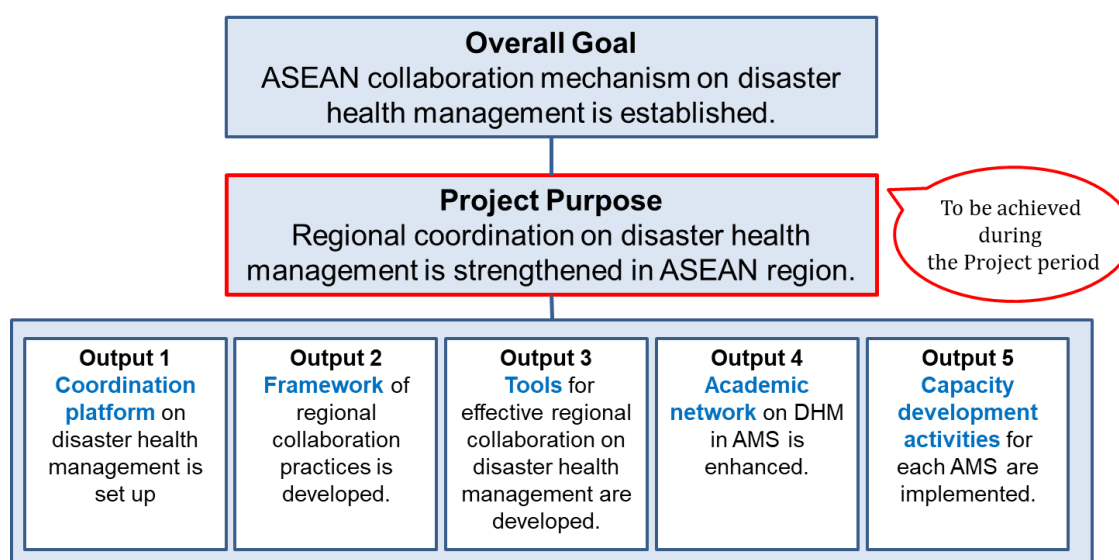 Overall Goal
ASEAN collaboration mechanism on disaster
health management is established.
Project Purpose
Regional coordination on disaster health
management is strengthened in ASEAN region.
To be achieved
during
the Project period
Output 1
Coordination
platform on
disaster health
management is
set up
Output 2
Framework of
regional
collaboration
practices is
developed.
Output 3
Tools for
effective regional
collaboration on
disaster health
management are
developed.
Output 4
Academic
network on DHM
in AMS is
enhanced.
Output 5
Capacity
development
activities for
each AMS are
implemented.